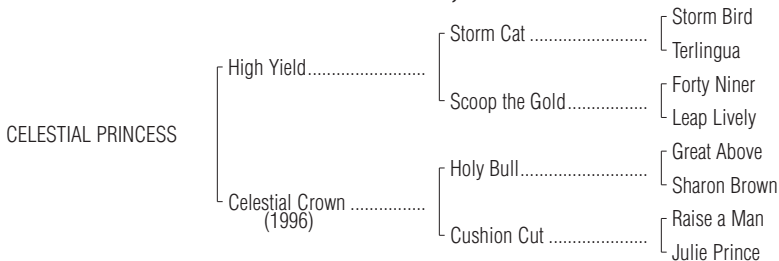 Storm Bird
Storm Cat ..........................
Terlingua
High Yield..........................
Forty Niner
Scoop the Gold..................
Leap Lively
CELESTIAL PRINCESS
Great Above
Holy Bull............................
Sharon Brown
Celestial Crown .................
(1996)
Raise a Man
Cushion Cut ......................
Julie Prince